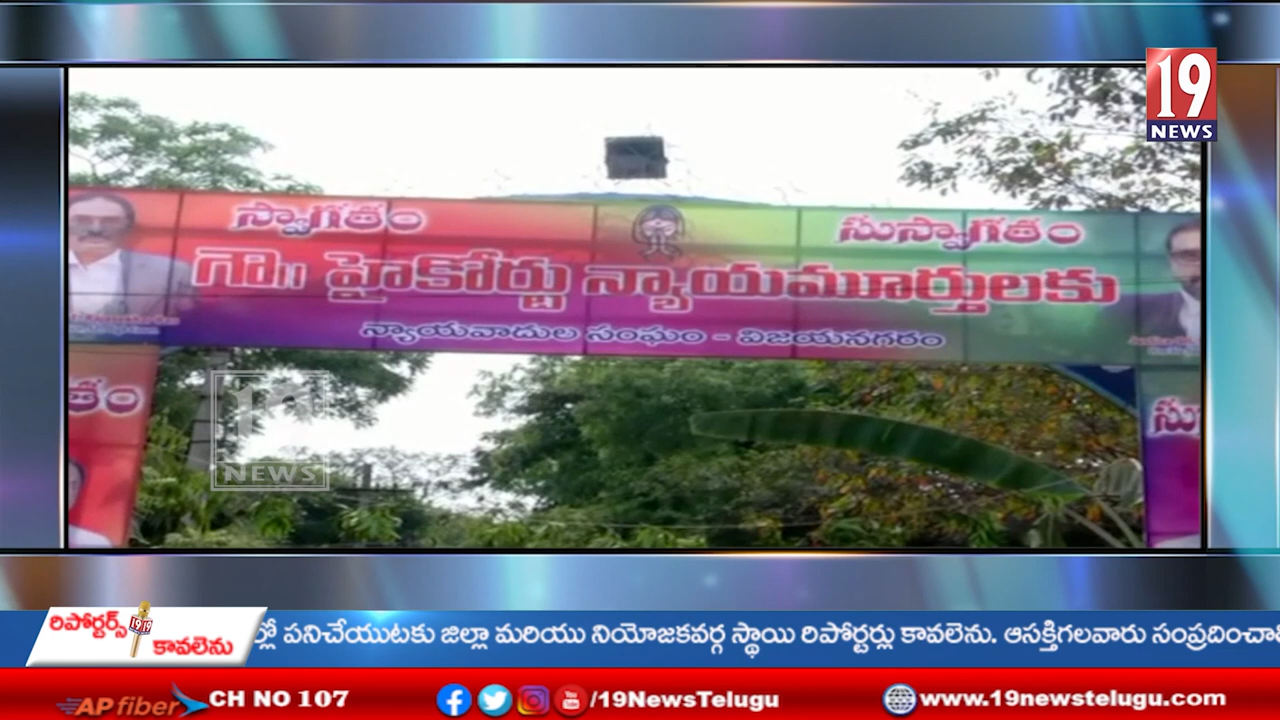 19
NEWS
స్వాగతం
సుస్వాగతం
గౌ॥ హైకోర్టు న్యాయమూర్తులకు
న్యాయవాదుల సంఘం - విజయనగరం
తం
సు
19
NEWS
రిపోర్టర్స్
కావలెను
ర్లో పనిచేయుటకు జిల్లా మరియు నియోజకవర్గ స్థాయి రిపోర్టర్లు కావలెను. ఆసక్తిగలవారు సంప్రదించా
AP fiber CH NO 107
/19NewsTelugu
www.19newstelugu.com